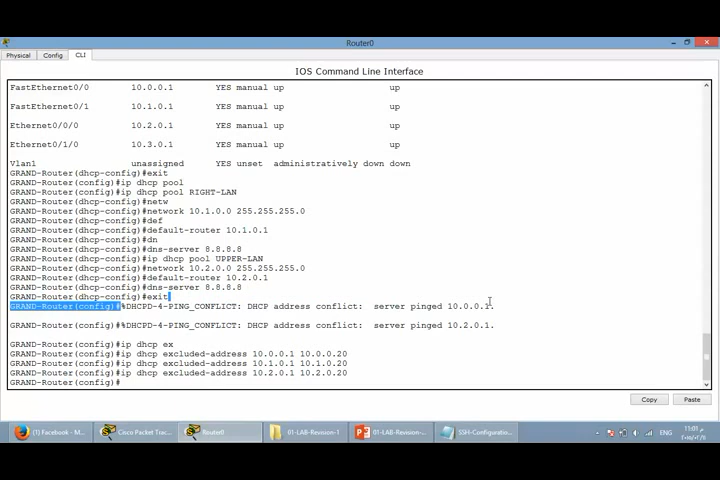 Router0
Physical Config CLI
IOS Command Line Interface
FastEthernet0/0 10.0.0.1 YES manual up up
FastEthernet0/1 10.1.0.1 YES manual up up
Ethernet0/0/0 10.2.0.1 YES manual up up
Ethernet0/1/0 10.3.0.1 YES manual up up
Vlan1 unassigned YES unset administratively down down
GRAND-Router(dhcp-config)#exit
GRAND-Router(config)#ip dhcp pool
GRAND-Router(config)#ip dhcp pool RIGHT-LAN
GRAND-Router(dhcp-config)#netw
GRAND-Router(dhcp-config)#network 10.1.0.0 255.255.255.0
GRAND-Router(dhcp-config)#def
GRAND-Router(dhcp-config)#default-router 10.1.0.1
GRAND-Router(dhcp-config)#dn
GRAND-Router(dhcp-config)#dns-server 8.8.8.8
GRAND-Router(dhcp-config)#ip dhcp pool UPPER-LAN
GRAND-Router(dhcp-config)#network 10.2.0.0 255.255.255.0
GRAND-Router(dhcp-config)#default-router 10.2.0.1
GRAND-Router(dhcp-config)#dns-server 8.8.8.8
GRAND-Router(dhcp-config)#exit
GRAND-Router(config)#%DHCPD-4-PING_CONFLICT: DHCP address conflict: server pinged 10.0.0.1.
GRAND-Router(config)#%DHCPD-4-PING_CONFLICT: DHCP address conflict: server pinged 10.2.0.1.
GRAND-Router(config)#ip dhcp ex
GRAND-Router(config)#ip dhcp excluded-address 10.0.0.1 10.0.0.20
GRAND-Router(config)#ip dhcp excluded-address 10.1.0.1 10.1.0.20
GRAND-Router(config)#ip dhcp excluded-address 10.2.0.1 10.2.0.20
GRAND-Router(config)#
Copy Paste
(1) Facebook - M... Cisco Packet Trac... Router0 01-LAB-Revision-1 01-LAB-Revision-... SSH-Configuratio... ENG